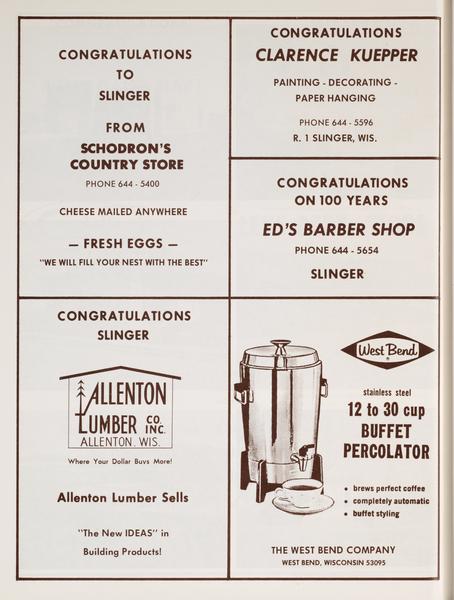 CONGRATULATIONS
TO
SLINGER
FROM
SCHODRON'S
COUNTRY STORE
PHONE 644 - 5400
CHEESE MAILED ANYWHERE
— FRESH EGGS —
"WE WILL FILL YOUR NEST WITH THE BEST"
CONGRATULATIONS
CLARENCE KUEPPER
PAINTING - DECORATING -
PAPER HANGING
PHONE 644 - 5596
R. 1 SLINGER, WIS.
CONGRATULATIONS
ON 100 YEARS
ED'S BARBER SHOP
PHONE 644 - 5654
SLINGER
CONGRATULATIONS
SLINGER
ALLENTON
LUMBER CO. INC.
ALLENTON, WIS.
Where Your Dollar Buys More!
Allenton Lumber Sells
"The New IDEAS" in
Building Products!
West Bend
®
stainless steel
12 to 30 cup
BUFFET
PERCOLATOR
• brews perfect coffee
• completely automatic
• buffet styling
THE WEST BEND COMPANY
WEST BEND, WISCONSIN 53095